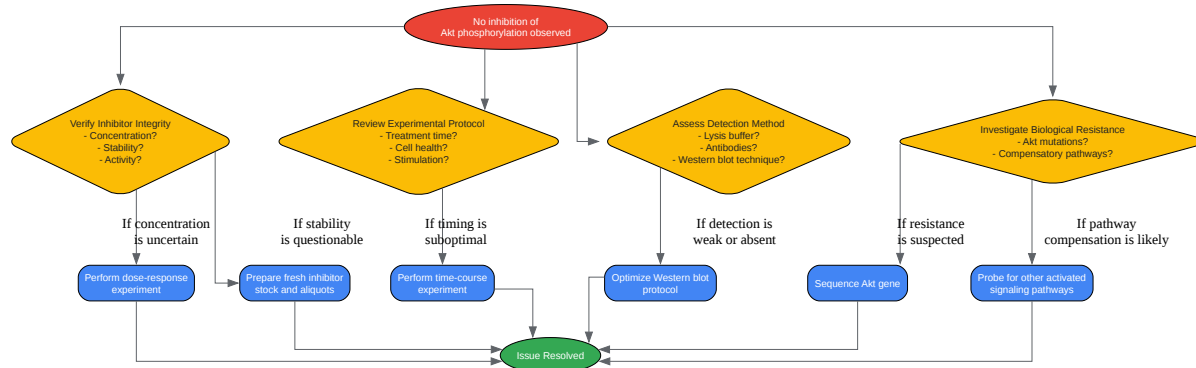 No inhibition of
Akt phosphorylation observed
Verify Inhibitor Integrity
- Concentration?
- Stability?
- Activity?
Review Experimental Protocol
- Treatment time?
- Cell health?
- Stimulation?
Assess Detection Method
- Lysis buffer?
- Antibodies?
- Western blot technique?
Investigate Biological Resistance
- Akt mutations?
- Compensatory pathways?
If concentration
is uncertain
If stability
is questionable
If timing is
suboptimal
If detection is
weak or absent
If resistance
is suspected
If pathway
compensation is likely
Perform dose-response
experiment
Prepare fresh inhibitor
stock and aliquots
Perform time-course
experiment
Optimize Western blot
protocol
Sequence Akt gene
Probe for other activated
signaling pathways
Issue Resolved